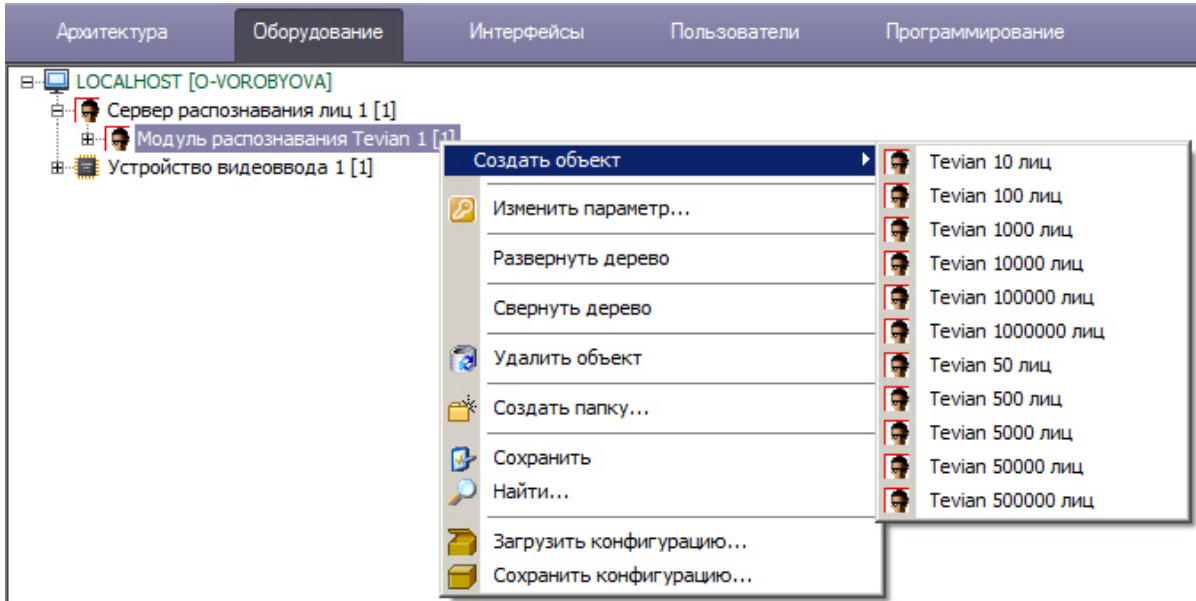 Архитектура Оборудование Интерфейсы Пользователи Программирование
LOCALHOST [O-VOROBYOVA]
Сервер распознавания лиц 1 [1]
Модуль распознавания Tevian 1 [1]
Устройство видеоввода 1 [1]
Создать объект
Изменить параметр...
Развернуть дерево
Свернуть дерево
Удалить объект
Создать папку...
Сохранить
Найти...
Загрузить конфигурацию...
Сохранить конфигурацию...
Tevian 10 лиц
Tevian 100 лиц
Tevian 1000 лиц
Tevian 10000 лиц
Tevian 100000 лиц
Tevian 1000000 лиц
Tevian 50 лиц
Tevian 500 лиц
Tevian 5000 лиц
Tevian 50000 лиц
Tevian 500000 лиц